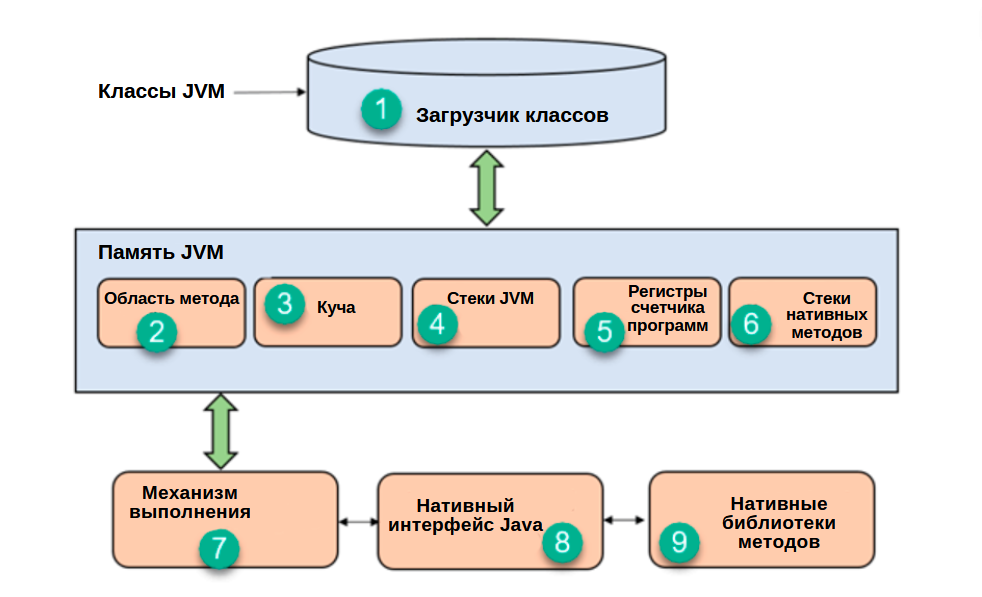 Классы JVM
1
Загрузчик классов
Память JVM
Область метода
2
3
Куча
Стеки JVM
4
Регистры
счетчика
программ
5
Стеки
нативных
методов
6
Механизм
выполнения
7
Нативный
интерфейс Java
8
Нативные
библиотеки
методов
9